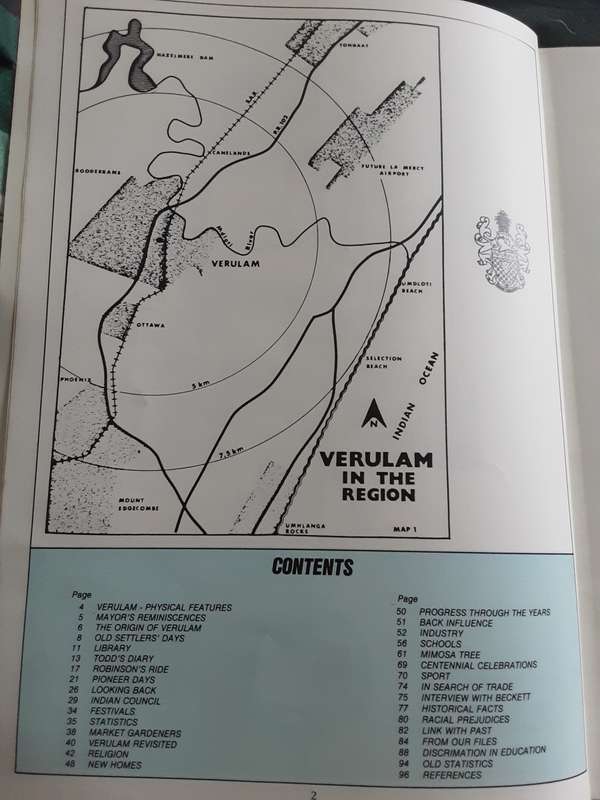 TONGAAT
HAZELMERE DAM
SAR
P.R 102
CANELANDS
RODDEKRANS
FUTURE LA MERCY
AIRPORT
Mdloti River
VERULAM
UMDLOTI
BEACH
OTTAWA
SELECTION
BEACH
PHOENIX
5 km
INDIAN OCEAN
N
7,5 km
VERULAM
IN THE
REGION
MOUNT
EDGECOMBE
UMHLANGA
ROCKS
MAP 1
CONTENTS
Page
4 VERULAM - PHYSICAL FEATURES
5 MAYOR'S REMINISCENCES
6 THE ORIGIN OF VERULAM
8 OLD SETTLERS' DAYS
11 LIBRARY
13 TODD'S DIARY
17 ROBINSON'S RIDE
21 PIONEER DAYS
26 LOOKING BACK
29 INDIAN COUNCIL
34 FESTIVALS
35 STATISTICS
38 MARKET GARDENERS
40 VERULAM REVISITED
42 RELIGION
48 NEW HOMES
Page
50 PROGRESS THROUGH THE YEARS
51 BACK INFLUENCE
52 INDUSTRY
56 SCHOOLS
61 MIMOSA TREE
69 CENTENNIAL CELEBRATIONS
70 SPORT
74 IN SEARCH OF TRADE
75 INTERVIEW WITH BECKETT
77 HISTORICAL FACTS
80 RACIAL PREJUDICES
82 LINK WITH PAST
84 FROM OUR FILES
88 DISCRIMATION IN EDUCATION
94 OLD STATISTICS
96 REFERENCES
2